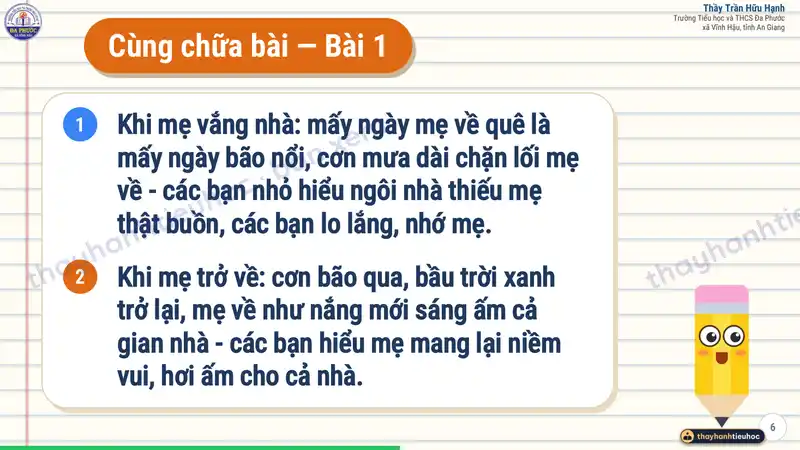 Thầy Trần Hữu Hạnh
Trường Tiểu học và THCS Đa Phước
xã Vĩnh Hậu, tỉnh An Giang
ĐA PHƯỚC
Cùng chữa bài – Bài 1
1 Khi mẹ vắng nhà: mấy ngày mẹ về quê là
mấy ngày bão nổi, cơn mưa dài chặn lối mẹ
về - các bạn nhỏ hiểu ngôi nhà thiếu mẹ
thật buồn, các bạn lo lắng, nhớ mẹ.
2 Khi mẹ trở về: cơn bão qua, bầu trời xanh
trở lại, mẹ về như nắng mới sáng ấm cả
gian nhà - các bạn hiểu mẹ mang lại niềm
vui, hơi ấm cho cả nhà.
thayhanhtieuhoc
6